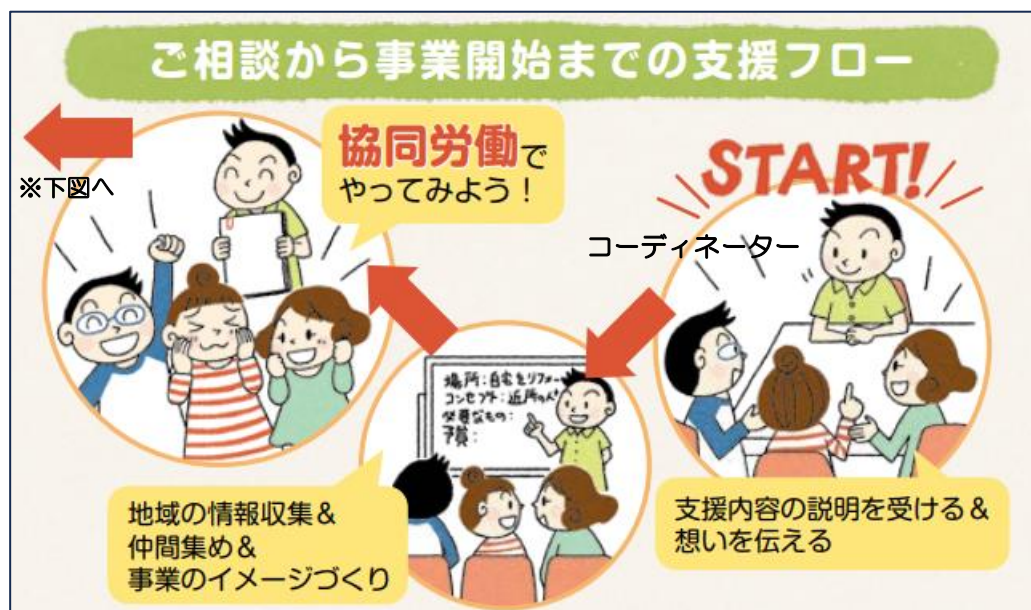 ご相談から事業開始までの支援フロー
START!
コーディネーター
支援内容の説明を受ける&
想いを伝える
場所:自宅をリフォー
コンセプト:近所の人
必要なもの:
予算:
地域の情報収集&
仲間集め&
事業のイメージづくり
協同労働で
やってみよう!
※下図へ